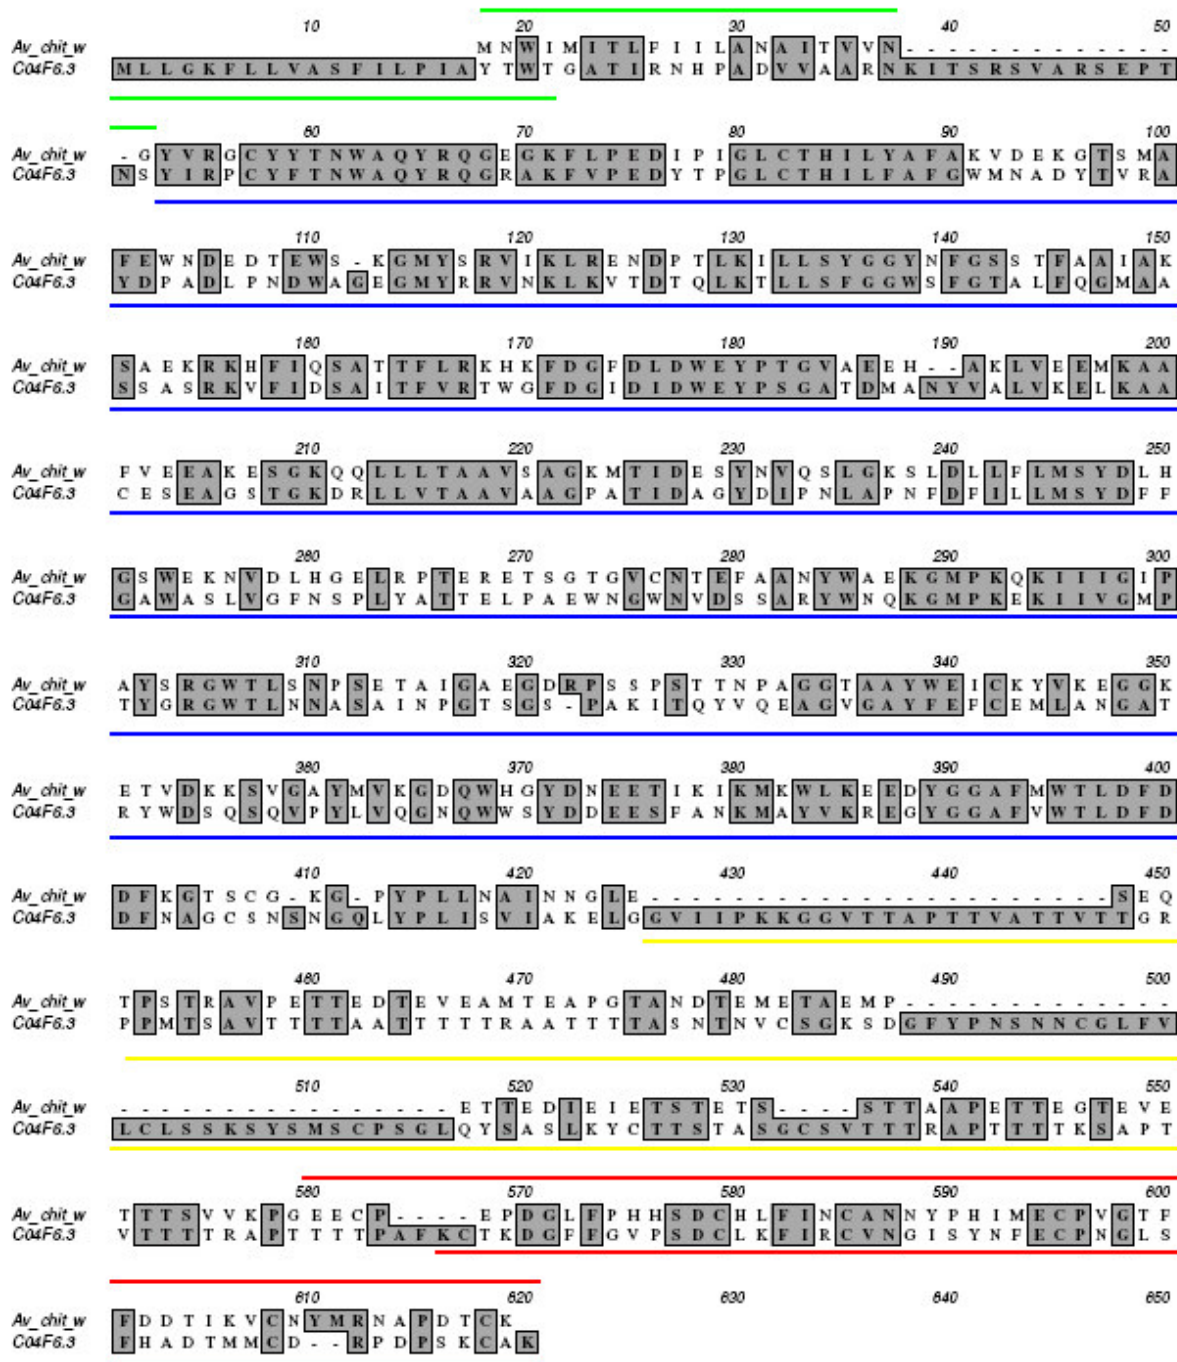 10 20 30 40 50
Av_chit_w M N W I M I T L F I I L A N A I T V V N - - - - - - - - - - - - -
C04F6.3 M L L G K F L L V A S F I L P I A Y T W T G A T I R N H P A D V V A A R N K I T S R S V A R S E P T
60 70 80 90 100
Av_chit_w - G Y V R G C Y Y T N W A Q Y R Q G E G K F L P E D I P I G L C T H I L Y A F A K V D E K G T S M A
C04F6.3 N S Y I R P C Y F T N W A Q Y R Q G R A K F V P E D Y T P G L C T H I L F A F G W M N A D Y T V R A
110 120 130 140 150
Av_chit_w F E W N D E D T E W S - K G M Y S R V I K L R E N D P T L K I L L S Y G G Y N F G S S T F A A I A K
C04F6.3 Y D P A D L P N D W A G E G M Y R R V N K L K V T D T Q L K T L L S F G G W S F G T A L F Q G M A A
160 170 180 190 200
Av_chit_w S A E K R K H F I Q S A T T F L R K H K F D G F D L D W E Y P T G V A E E H - - A K L V E E M K A A
C04F6.3 S S A S R K V F I D S A I T F V R T W G F D G I D I D W E Y P S G A T D M A N Y V A L V K E L K A A
210 220 230 240 250
Av_chit_w F V E E A K E S G K Q Q L L L T A A V S A G K M T I D E S Y N V Q S L G K S L D L L F L M S Y D L H
C04F6.3 C E S E A G S T G K D R L L V T A A V A A G P A T I D A G Y D I P N L A P N F D F I L L M S Y D F F
260 270 280 290 300
Av_chit_w G S W E K N V D L H G E L R P T E R E T S G T G V C N T E F A A N Y W A E K G M P K Q K I I I G I P
C04F6.3 G A W A S L V G F N S P L Y A T T E L P A E W N G W N V D S S A R Y W N Q K G M P K E K I I V G M P
310 320 330 340 350
Av_chit_w A Y S R G W T L S N P S E T A I G A E G D R P S S P S T T N P A G G T A A Y W E I C K Y V K E G G K
C04F6.3 T Y G R G W T L N N A S A I N P G T S G S - P A K I T Q Y V Q E A G V G A Y F E F C E M L A N G A T
360 370 380 390 400
Av_chit_w E T V D K K S V G A Y M V K G D Q W H G Y D N E E T I K I K M K W L K E E D Y G G A F M W T L D F D
C04F6.3 R Y W D S Q S Q V P Y L V Q G N Q W W S Y D D E E S F A N K M A Y V K R E G Y G G A F V W T L D F D
410 420 430 440 450
Av_chit_w D F K G T S C G - K G - P Y P L L N A I N N G L E - - - - - - - - - - - - - - - - - - - - - - S E Q
C04F6.3 D F N A G C S N S N G Q L Y P L I S V I A K E L G G V I I P K K G G V T T A P T T V A T T V T T G R
460 470 480 490 500
Av_chit_w T P S T R A V P E T T E D T E V E A M T E A P G T A N D T E M E T A E M P - - - - - - - - - - - - -
C04F6.3 P P M T S A V T T T T A A T T T T T R A A T T T T A S N T N V C S G K S D G F Y P N S N N C G L F V
510 520 530 540 550
Av_chit_w - - - - - - - - - - - - - - - - E T T E D I E I E T S T E T S - - - - S T T A A P E T T E G T E V E
C04F6.3 L C L S S K S Y S M S C P S G L Q Y S A S L K Y C T T S T A S G C S V T T T R A P T T T T K S A P T
560 570 580 590 600
Av_chit_w T T T S V V K P G E E C P - - - - E P D G L F P H H S D C H L F I N C A N N Y P H I M E C P V G T F
C04F6.3 V T T T T R A P T T T T P A F K C T K D G F F G V P S D C L K F I R C V N G I S Y N F E C P N G L S
610 620 630 640 650
Av_chit_w F D D T I K V C N Y M R N A P D T C K
C04F6.3 F H A D T M M C D - - R P D P S K C A K